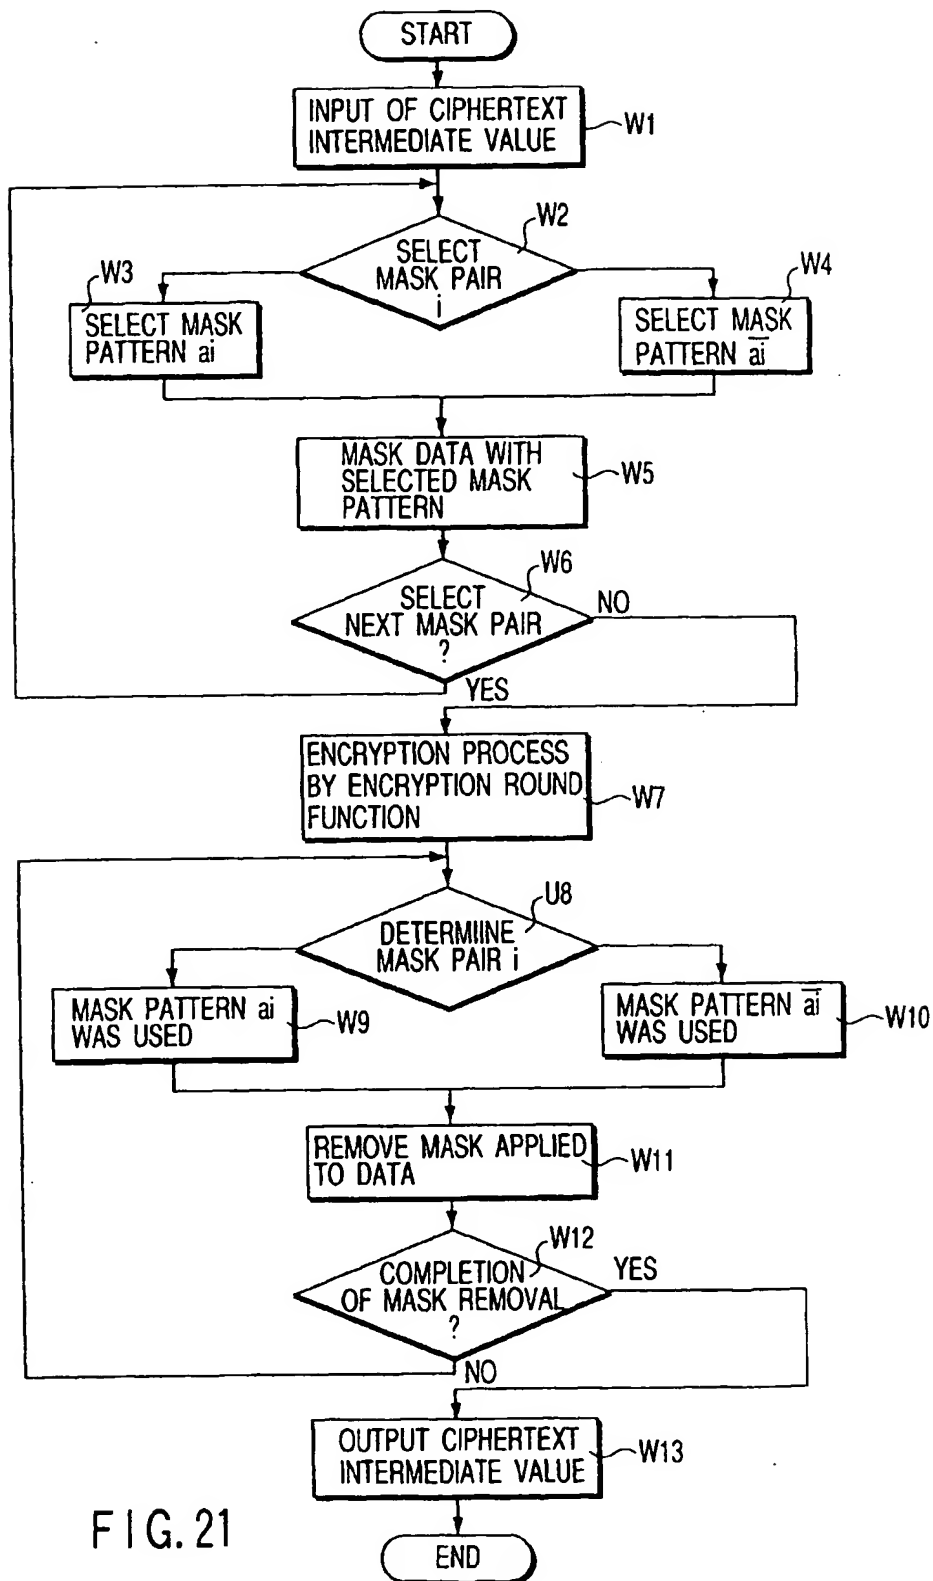 START
INPUT OF CIPHERTEXT
INTERMEDIATE VALUE
W1
W2
SELECT
MASK PAIR
i
W3
SELECT MASK
PATTERN ai
W4
SELECT MASK
PATTERN a̅i̅
MASK DATA WITH
SELECTED MASK
PATTERN
W5
W6
SELECT
NEXT MASK PAIR
?
NO
YES
ENCRYPTION PROCESS
BY ENCRYPTION ROUND
FUNCTION
W7
U8
DETERMIINE
MASK PAIR i
MASK PATTERN ai
WAS USED
W9
MASK PATTERN a̅i̅
WAS USED
W10
REMOVE MASK APPLIED
TO DATA
W11
W12
COMPLETION
OF MASK REMOVAL
?
YES
NO
OUTPUT CIPHERTEXT
INTERMEDIATE VALUE
W13
END
FIG. 21